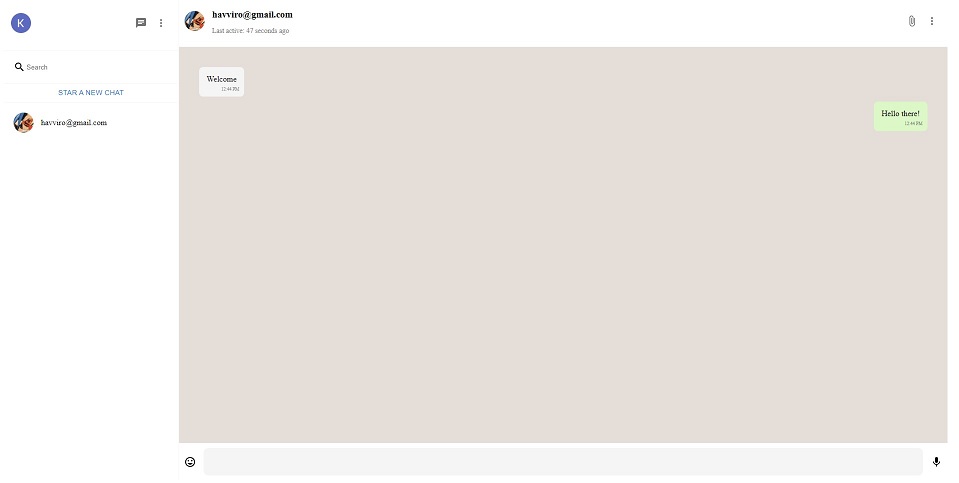 K
havviro@gmail.com
Last active: 47 seconds ago
Search
STAR A NEW CHAT
havviro@gmail.com
Welcome
12:44 PM
Hello there!
12:44 PM